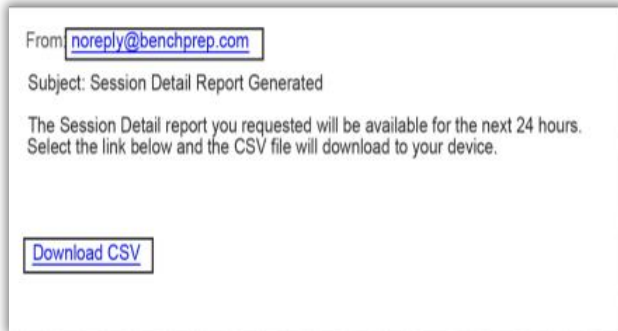 From: noreply@benchprep.com
Subject: Session Detail Report Generated
The Session Detail report you requested will be available for the next 24 hours.
Select the link below and the CSV file will download to your device.
Download CSV